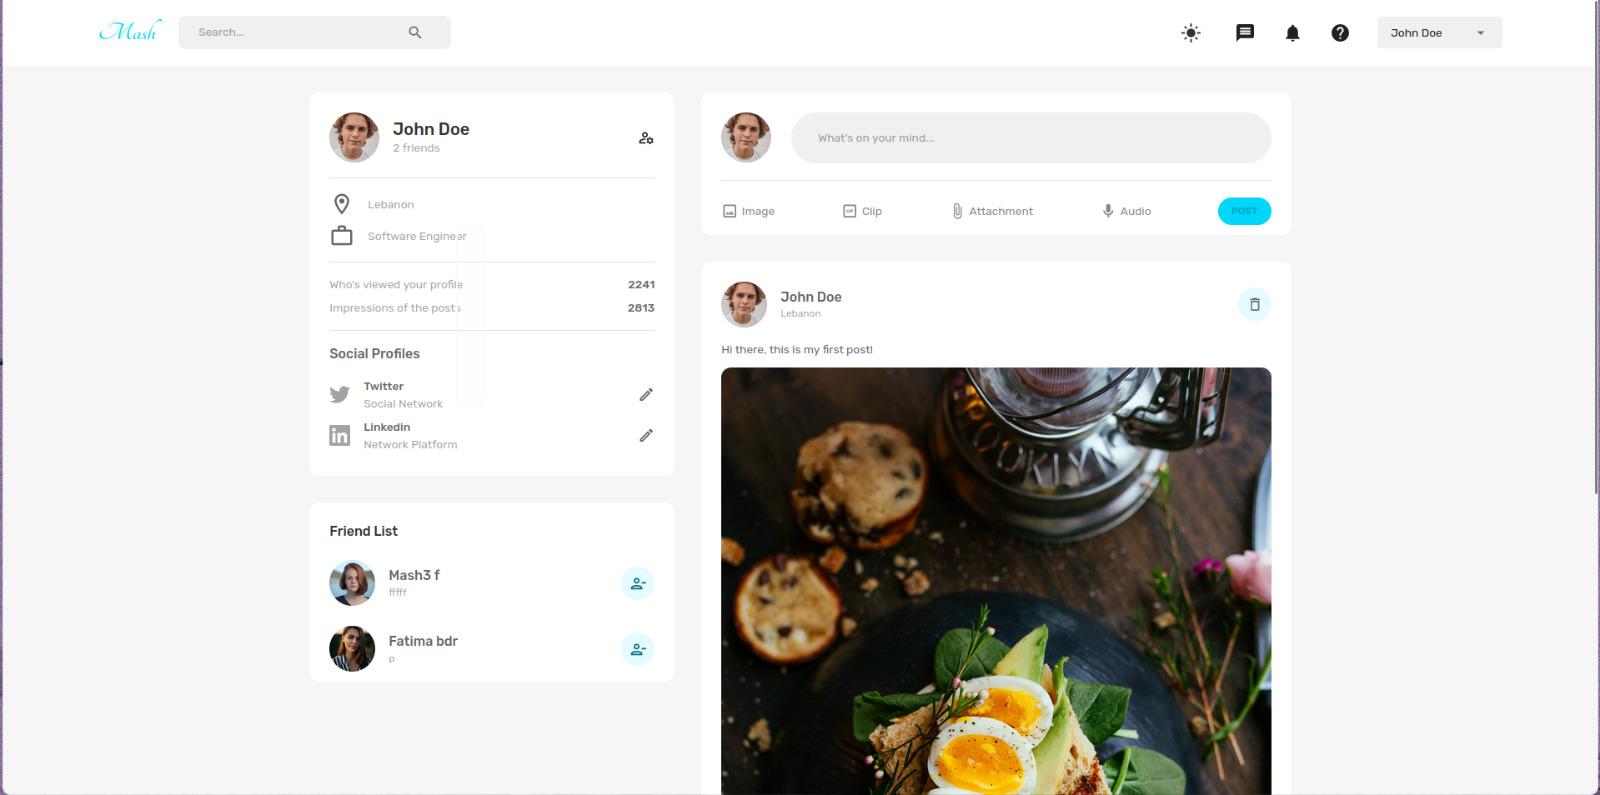 Mash
Search...
John Doe
John Doe
2 friends
Lebanon
Software Engineer
Who's viewed your profile 2241
Impressions of the posts 2813
Social Profiles
Twitter
Social Network
Linkedin
Network Platform
Friend List
Mash3 f
fffff
Fatima bdr
p
What's on your mind...
Image Clip Attachment Audio POST
John Doe
Lebanon
Hi there, this is my first post!